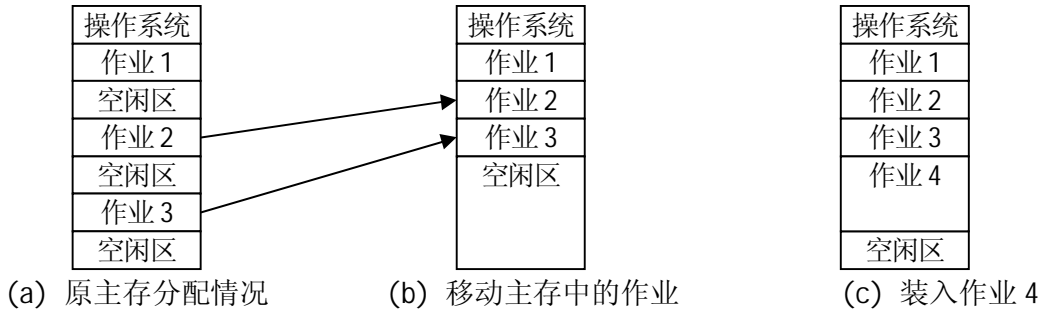 操作系统
作业 1
空闲区
作业 2
空闲区
作业 3
空闲区
(a) 原主存分配情况
操作系统
作业 1
作业 2
作业 3
空闲区
(b) 移动主存中的作业
操作系统
作业 1
作业 2
作业 3
作业 4
空闲区
(c) 装入作业 4